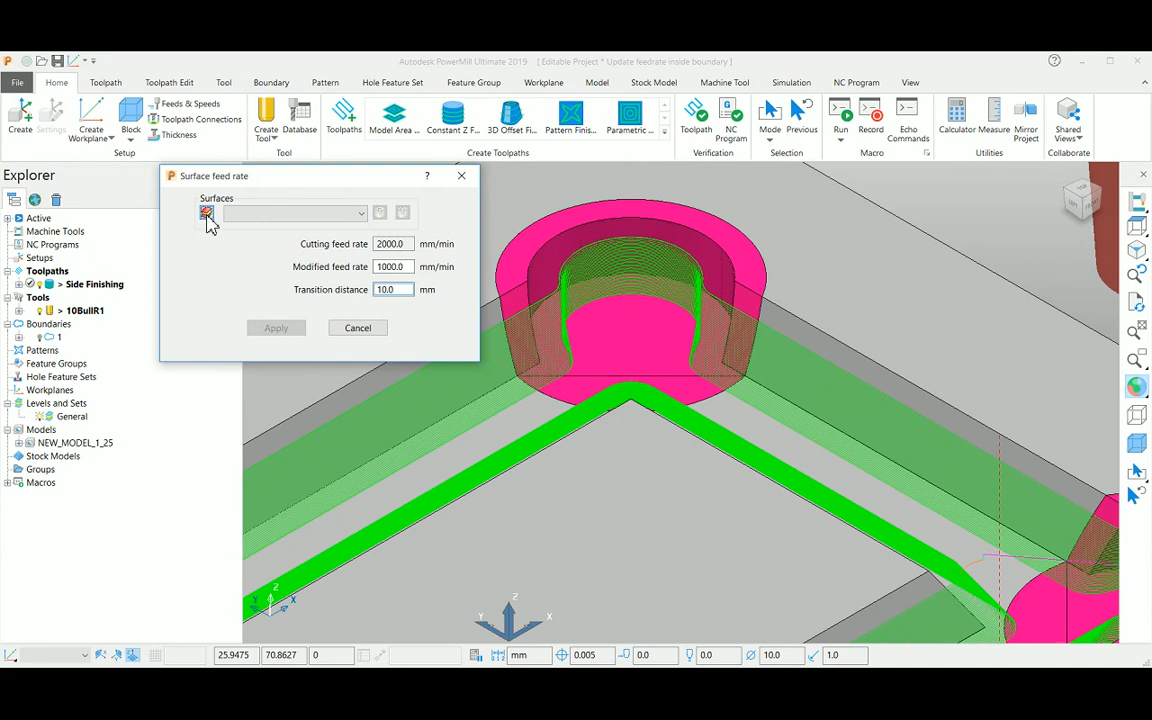 Autodesk PowerMill Ultimate 2019 [ Editable Project * Update feedrate inside boundary ]
File Home Toolpath Toolpath Edit Tool Boundary Pattern Hole Feature Set Feature Group Workplane Model Stock Model Machine Tool Simulation NC Program View
Create
Settings
Create Workplane
Block
Feeds & Speeds
Toolpath Connections
Thickness
Create Tool
Database
Toolpaths
Model Area ...
Constant Z F...
3D Offset Fi...
Pattern Finis...
Parametric ...
Toolpath
NC Program
Mode
Previous
Run
Record
Echo Commands
Calculator
Measure
Mirror Project
Shared Views
Setup Tool Create Toolpaths Verification Selection Macro Utilities Collaborate
Explorer
Active
Machine Tools
NC Programs
Setups
Toolpaths
> Side Finishing
Tools
> 10BullR1
Boundaries
1
Patterns
Feature Groups
Hole Feature Sets
Workplanes
Levels and Sets
General
Models
NEW_MODEL_1_25
Stock Models
Groups
Macros
Surface feed rate
Surfaces
Cutting feed rate 2000.0 mm/min
Modified feed rate 1000.0 mm/min
Transition distance 10.0 mm
Apply Cancel
Z
Y X
Z
Y X
25.9475 70.8627 0 mm 0.005 0.0 0.0 10.0 1.0